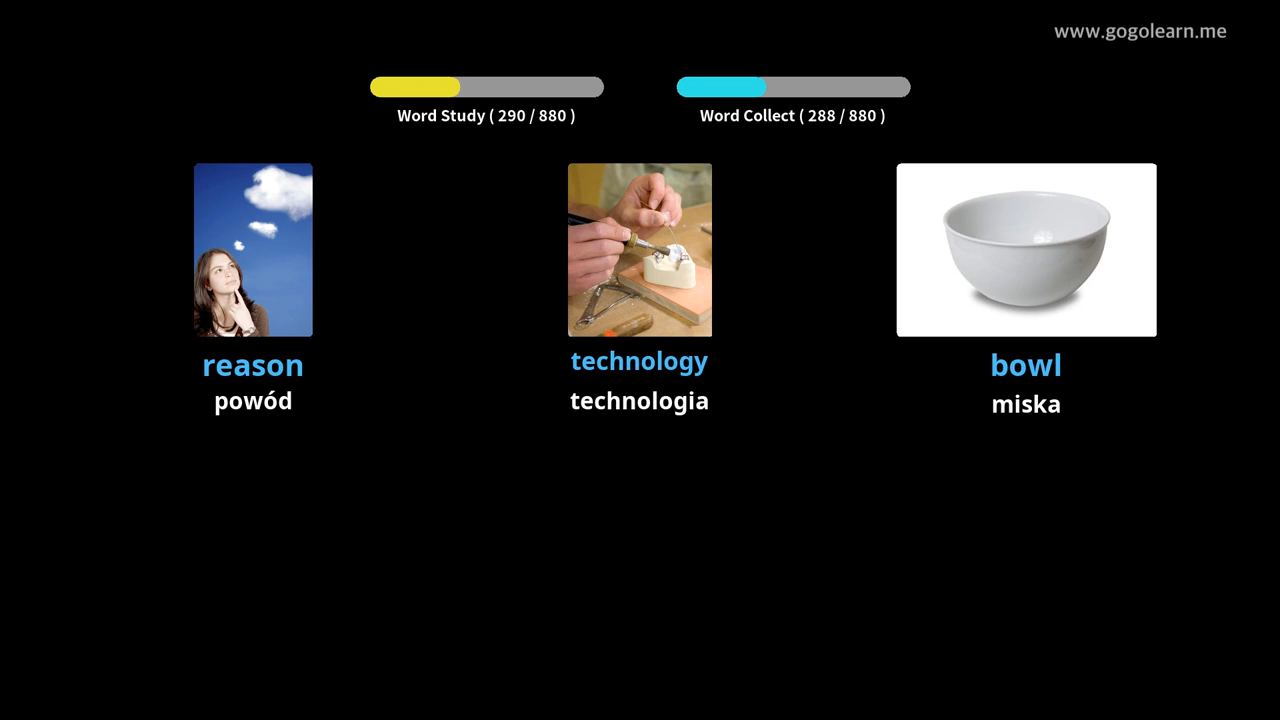 www.gogolearn.me
Word Study ( 290 / 880 )
Word Collect ( 288 / 880 )
reason
powód
technology
technologia
bowl
miska